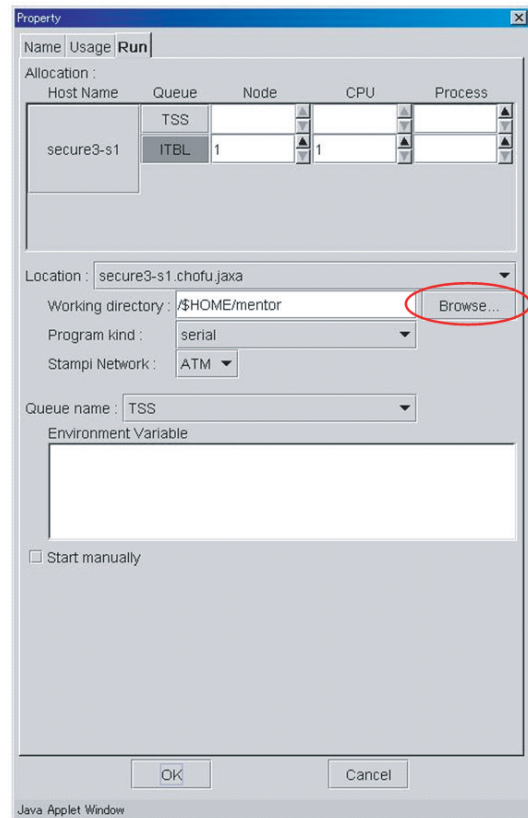 Property
Name Usage Run
Allocation :
Host Name Queue Node CPU Process
TSS
secure3-s1 ITBL 1 1
Location : secure3-s1.chofu.jaxa
Working directory : /$HOME/mentor Browse...
Program kind : serial
Stampi Network : ATM
Queue name : TSS
Environment Variable
Start manually
OK Cancel
Java Applet Window